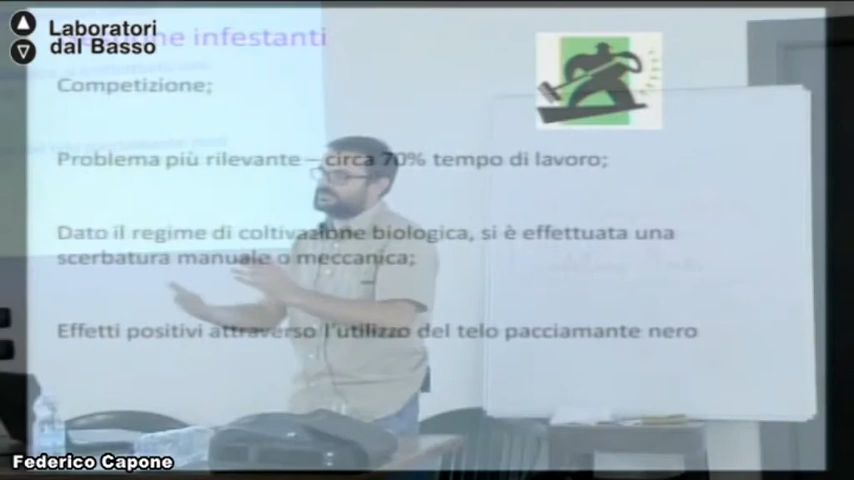 Laboratori
dal Basso
infestanti
Competizione;
Problema più rilevante – circa 70% tempo di lavoro;
Dato il regime di coltivazione biologica, si è effettuata una
scerbatura manuale o meccanica;
Effetti positivi attraverso l'utilizzo del telo pacciamante nero
Federico Capone